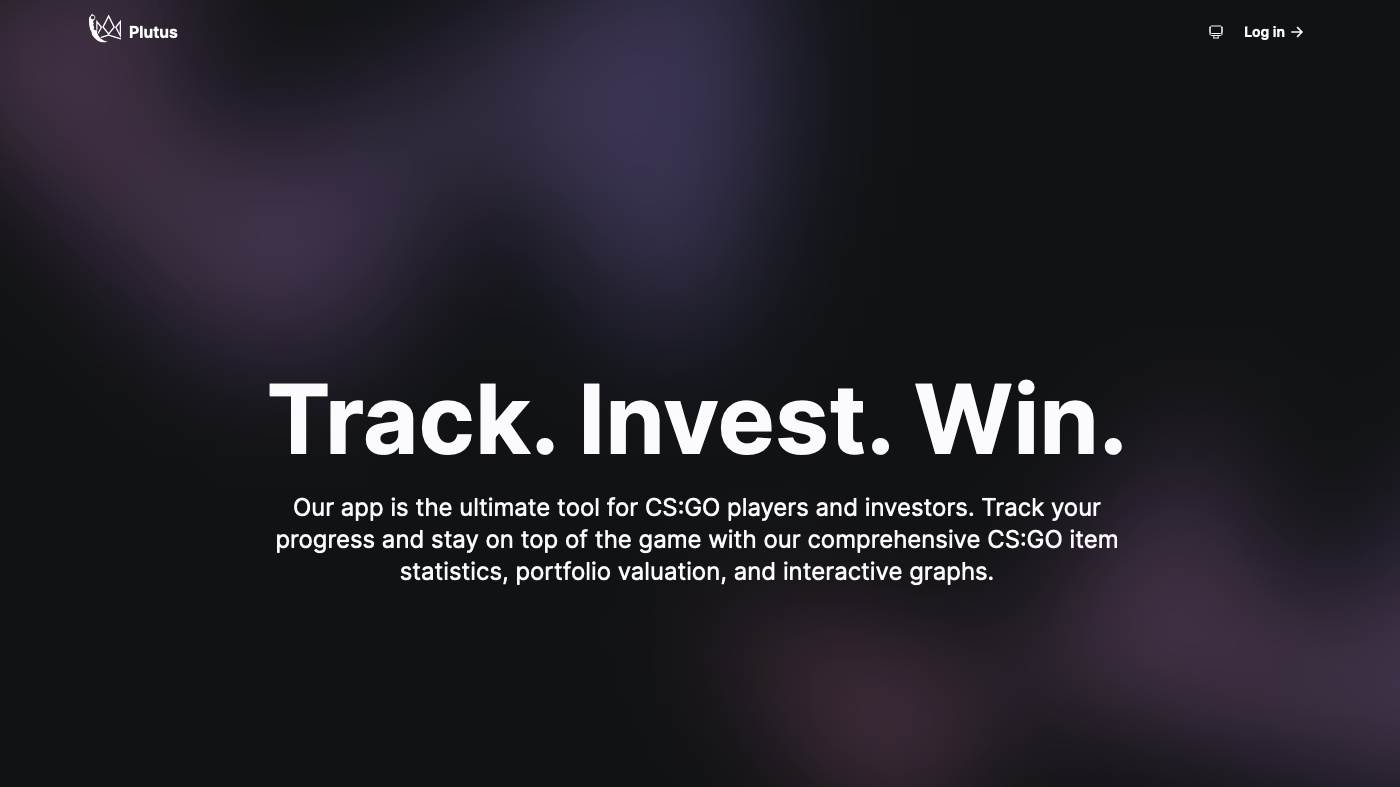 Plutus
Log in →
Track. Invest. Win.
Our app is the ultimate tool for CS:GO players and investors. Track your
progress and stay on top of the game with our comprehensive CS:GO item
statistics, portfolio valuation, and interactive graphs.